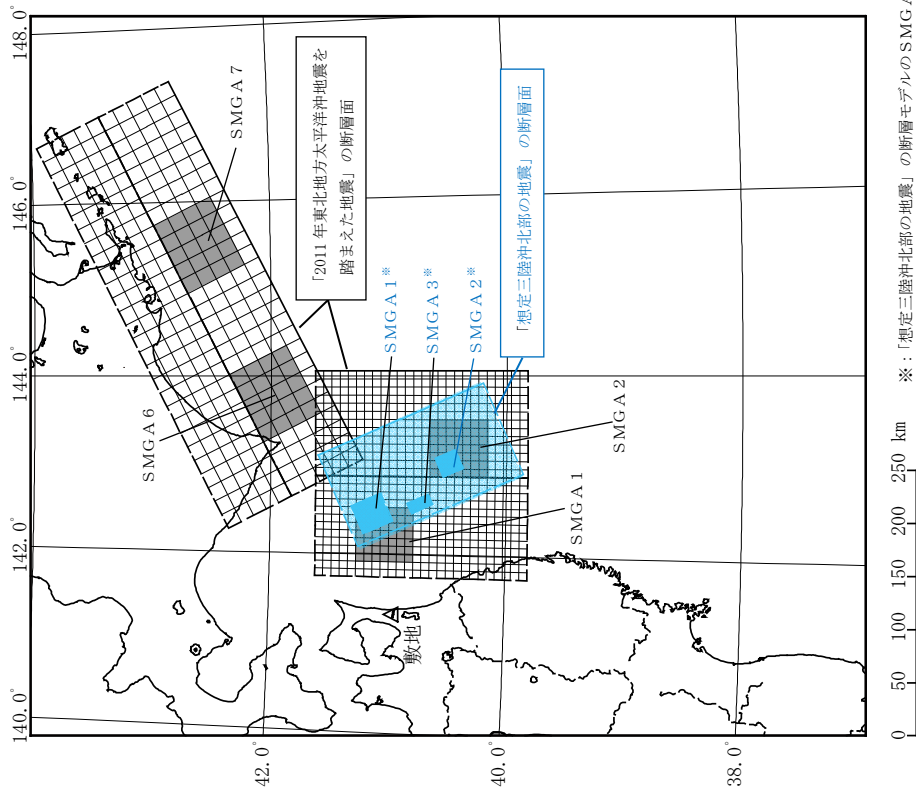 148.0°
146.0°
144.0°
142.0°
140.0°
42.0°
40.0°
38.0°
SMGA7
「2011年東北地方太平洋沖地震を
踏まえた地震」の断層面
SMGA6
SMGA1※
SMGA3※
SMGA2※
「想定三陸沖北部の地震」の断層面
SMGA2
SMGA1
敷地
0 50 100 150 200 250 km
※:「想定三陸沖北部の地震」の断層モデルのSMGA